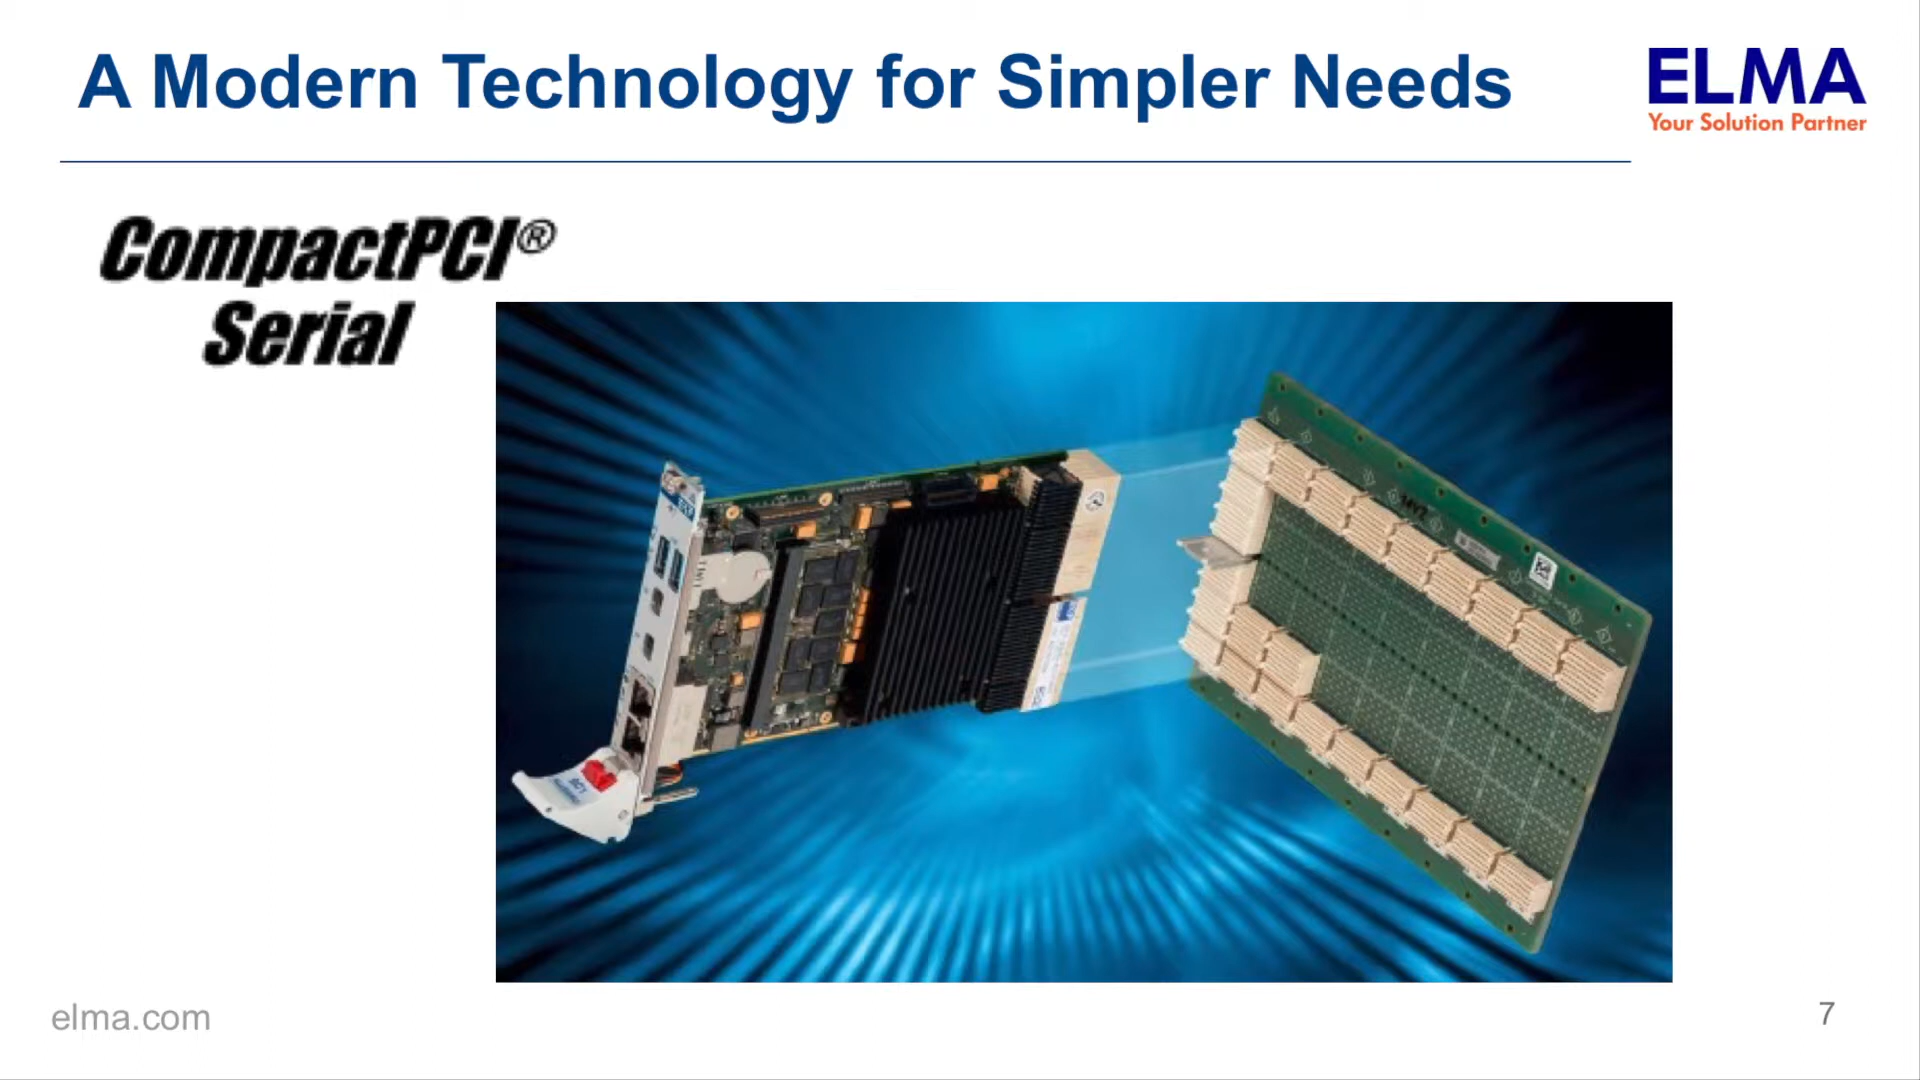 A Modern Technology for Simpler Needs
ELMA
Your Solution Partner
CompactPCI®
Serial
elma.com
7